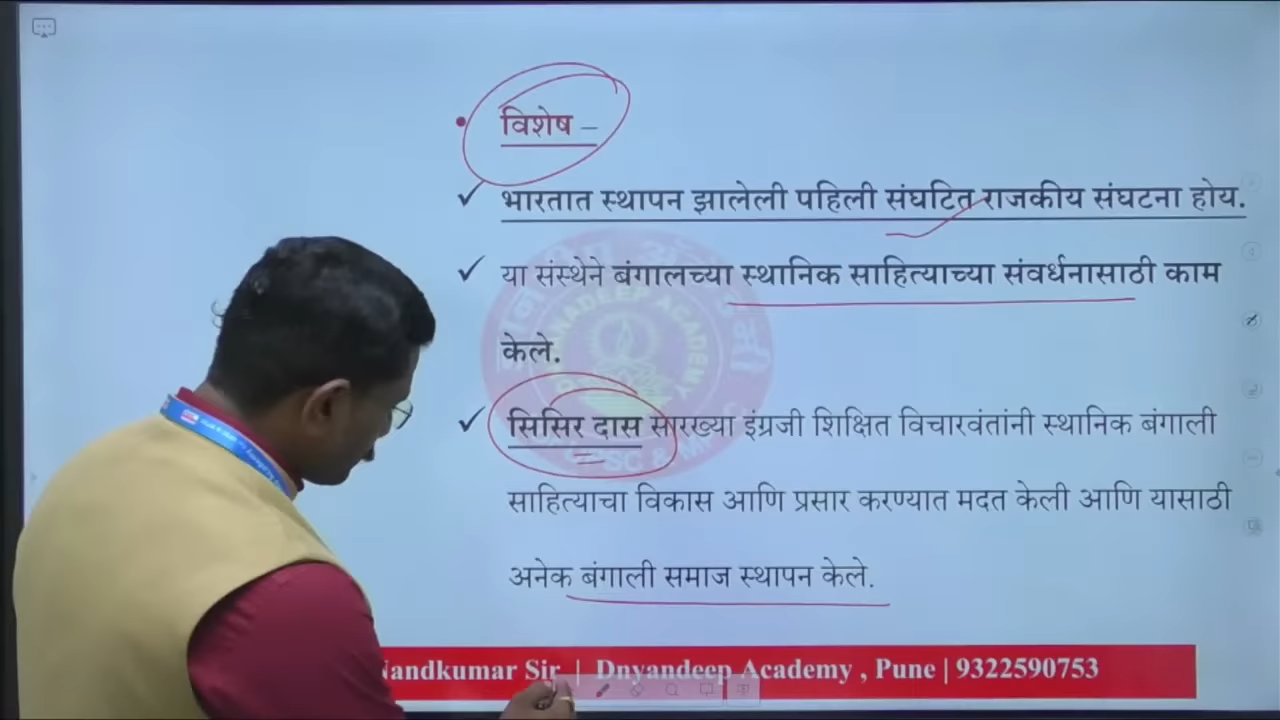 विशेष –
भारतात स्थापन झालेली पहिली संघटित राजकीय संघटना होय.
या संस्थेने बंगालच्या स्थानिक साहित्याच्या संवर्धनासाठी काम
केले.
सिसिर दास सारख्या इंग्रजी शिक्षित विचारवंतांनी स्थानिक बंगाली
साहित्याचा विकास आणि प्रसार करण्यात मदत केली आणि यासाठी
अनेक बंगाली समाज स्थापन केले.
Nandkumar Sir | Dnyandeep Academy , Pune | 9322590753